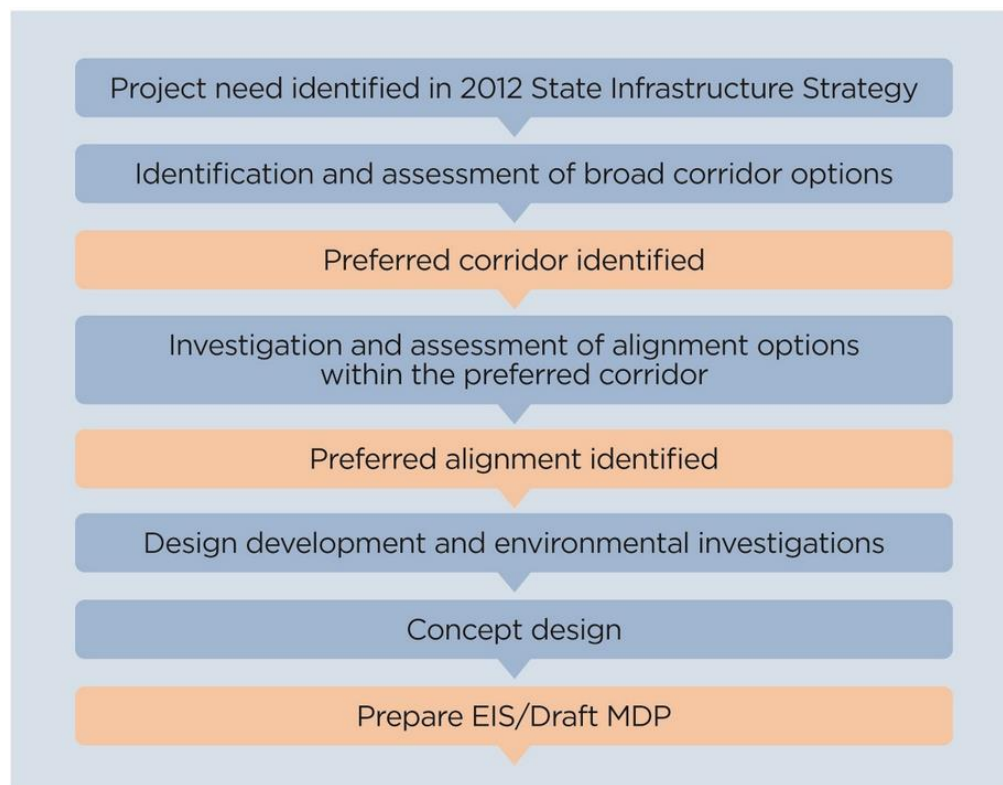 Project need identified in 2012 State Infrastructure Strategy
Identification and assessment of broad corridor options
Preferred corridor identified
Investigation and assessment of alignment options
within the preferred corridor
Preferred alignment identified
Design development and environmental investigations
Concept design
Prepare EIS/Draft MDP